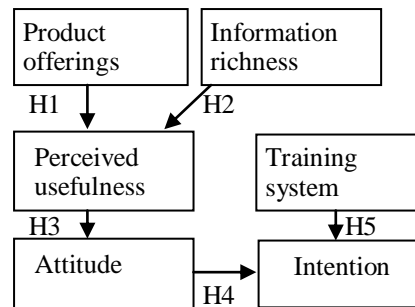 Product
offerings
Information
richness
H1
H2
Perceived
usefulness
Training
system
H3
H5
Attitude
Intention
H4